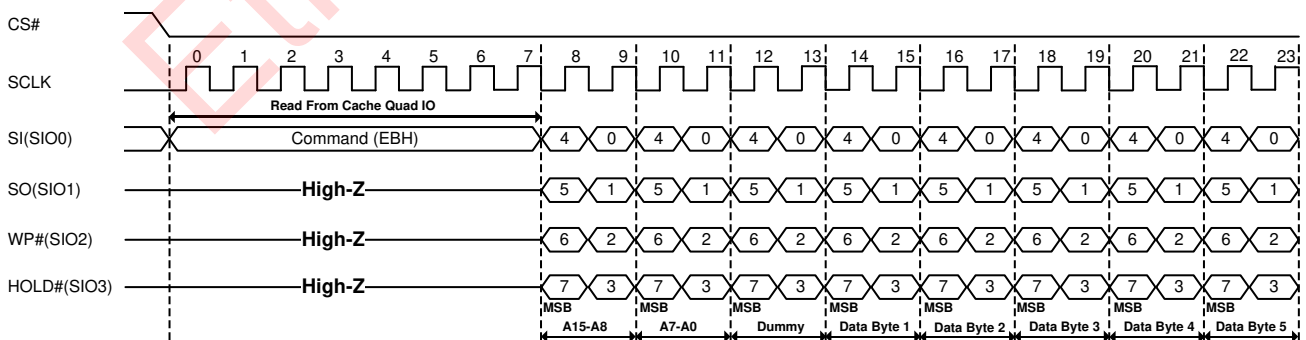 CS#
0 1 2 3 4 5 6 7 8 9 10 11 12 13 14 15 16 17 18 19 20 21 22 23
SCLK
Read From Cache Quad IO
SI(SIO0) Command (EBH) 4 0 4 0 4 0 4 0 4 0 4 0 4 0 4 0
SO(SIO1) High-Z 5 1 5 1 5 1 5 1 5 1 5 1 5 1 5 1
WP#(SIO2) High-Z 6 2 6 2 6 2 6 2 6 2 6 2 6 2 6 2
HOLD#(SIO3) High-Z 7 3 7 3 7 3 7 3 7 3 7 3 7 3 7 3
MSB MSB MSB MSB MSB MSB MSB MSB
A15-A8 A7-A0 Dummy Data Byte 1 Data Byte 2 Data Byte 3 Data Byte 4 Data Byte 5